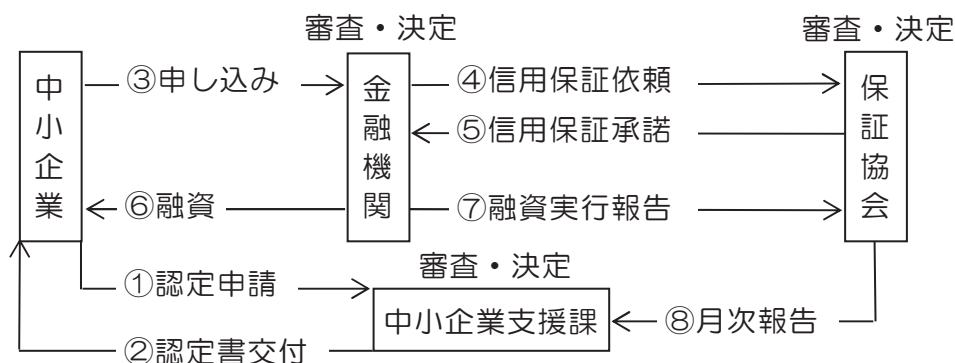 審査・決定
審査・決定
中小企業
③申し込み
金融機関
④信用保証依頼
保証協会
⑤信用保証承諾
⑥融資
⑦融資実行報告
審査・決定
①認定申請
中小企業支援課
⑧月次報告
②認定書交付